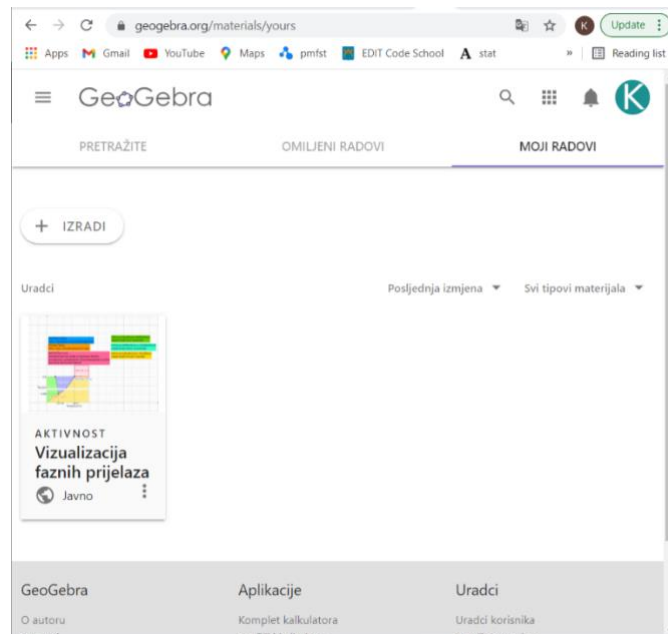 geogebra.org/materials/yours
K
Update
Apps
Gmail
YouTube
Maps
pmfst
EDIT Code School
A stat
»
Reading list
GeoGebra
K
PRETRAŽITE
OMILJENI RADOVI
MOJI RADOVI
+ IZRADI
Uradci
Posljednja izmjena
Svi tipovi materijala
AKTIVNOST
Vizualizacija
faznih prijelaza
Javno
GeoGebra
Aplikacije
Uradci
O autoru
Komplet kalkulatora
Uradci korisnika